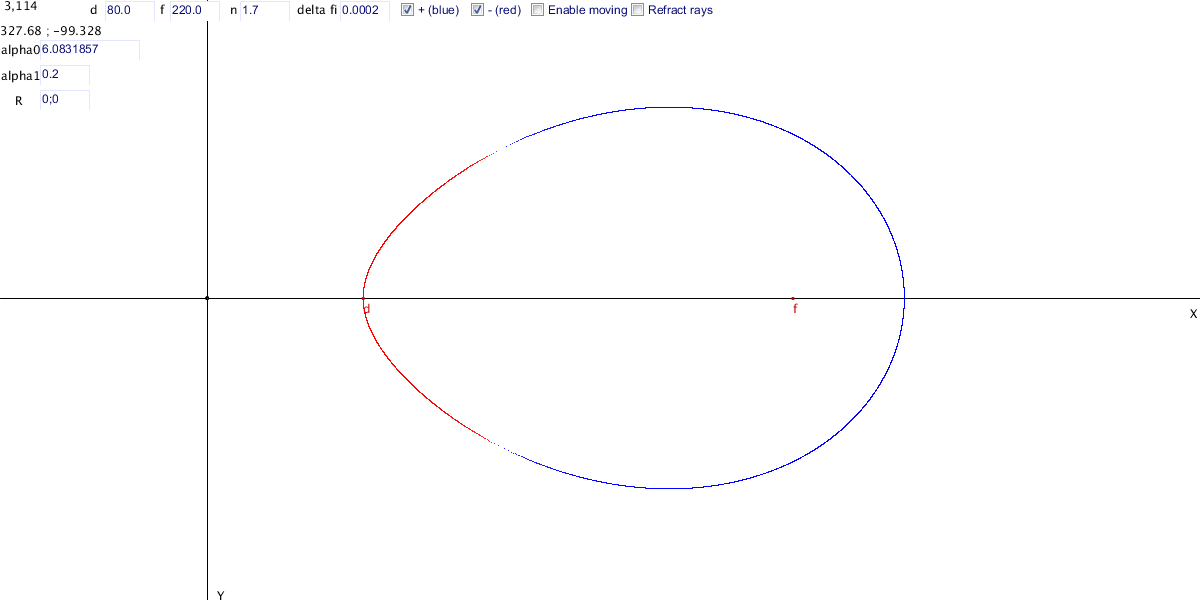 3,114 d 80.0 f 220.0 n 1.7 delta fi 0.0002 + (blue) - (red) Enable moving Refract rays
327.68 ; -99.328
alpha0 6.0831857
alpha1 0.2
R 0;0
d f
X
Y